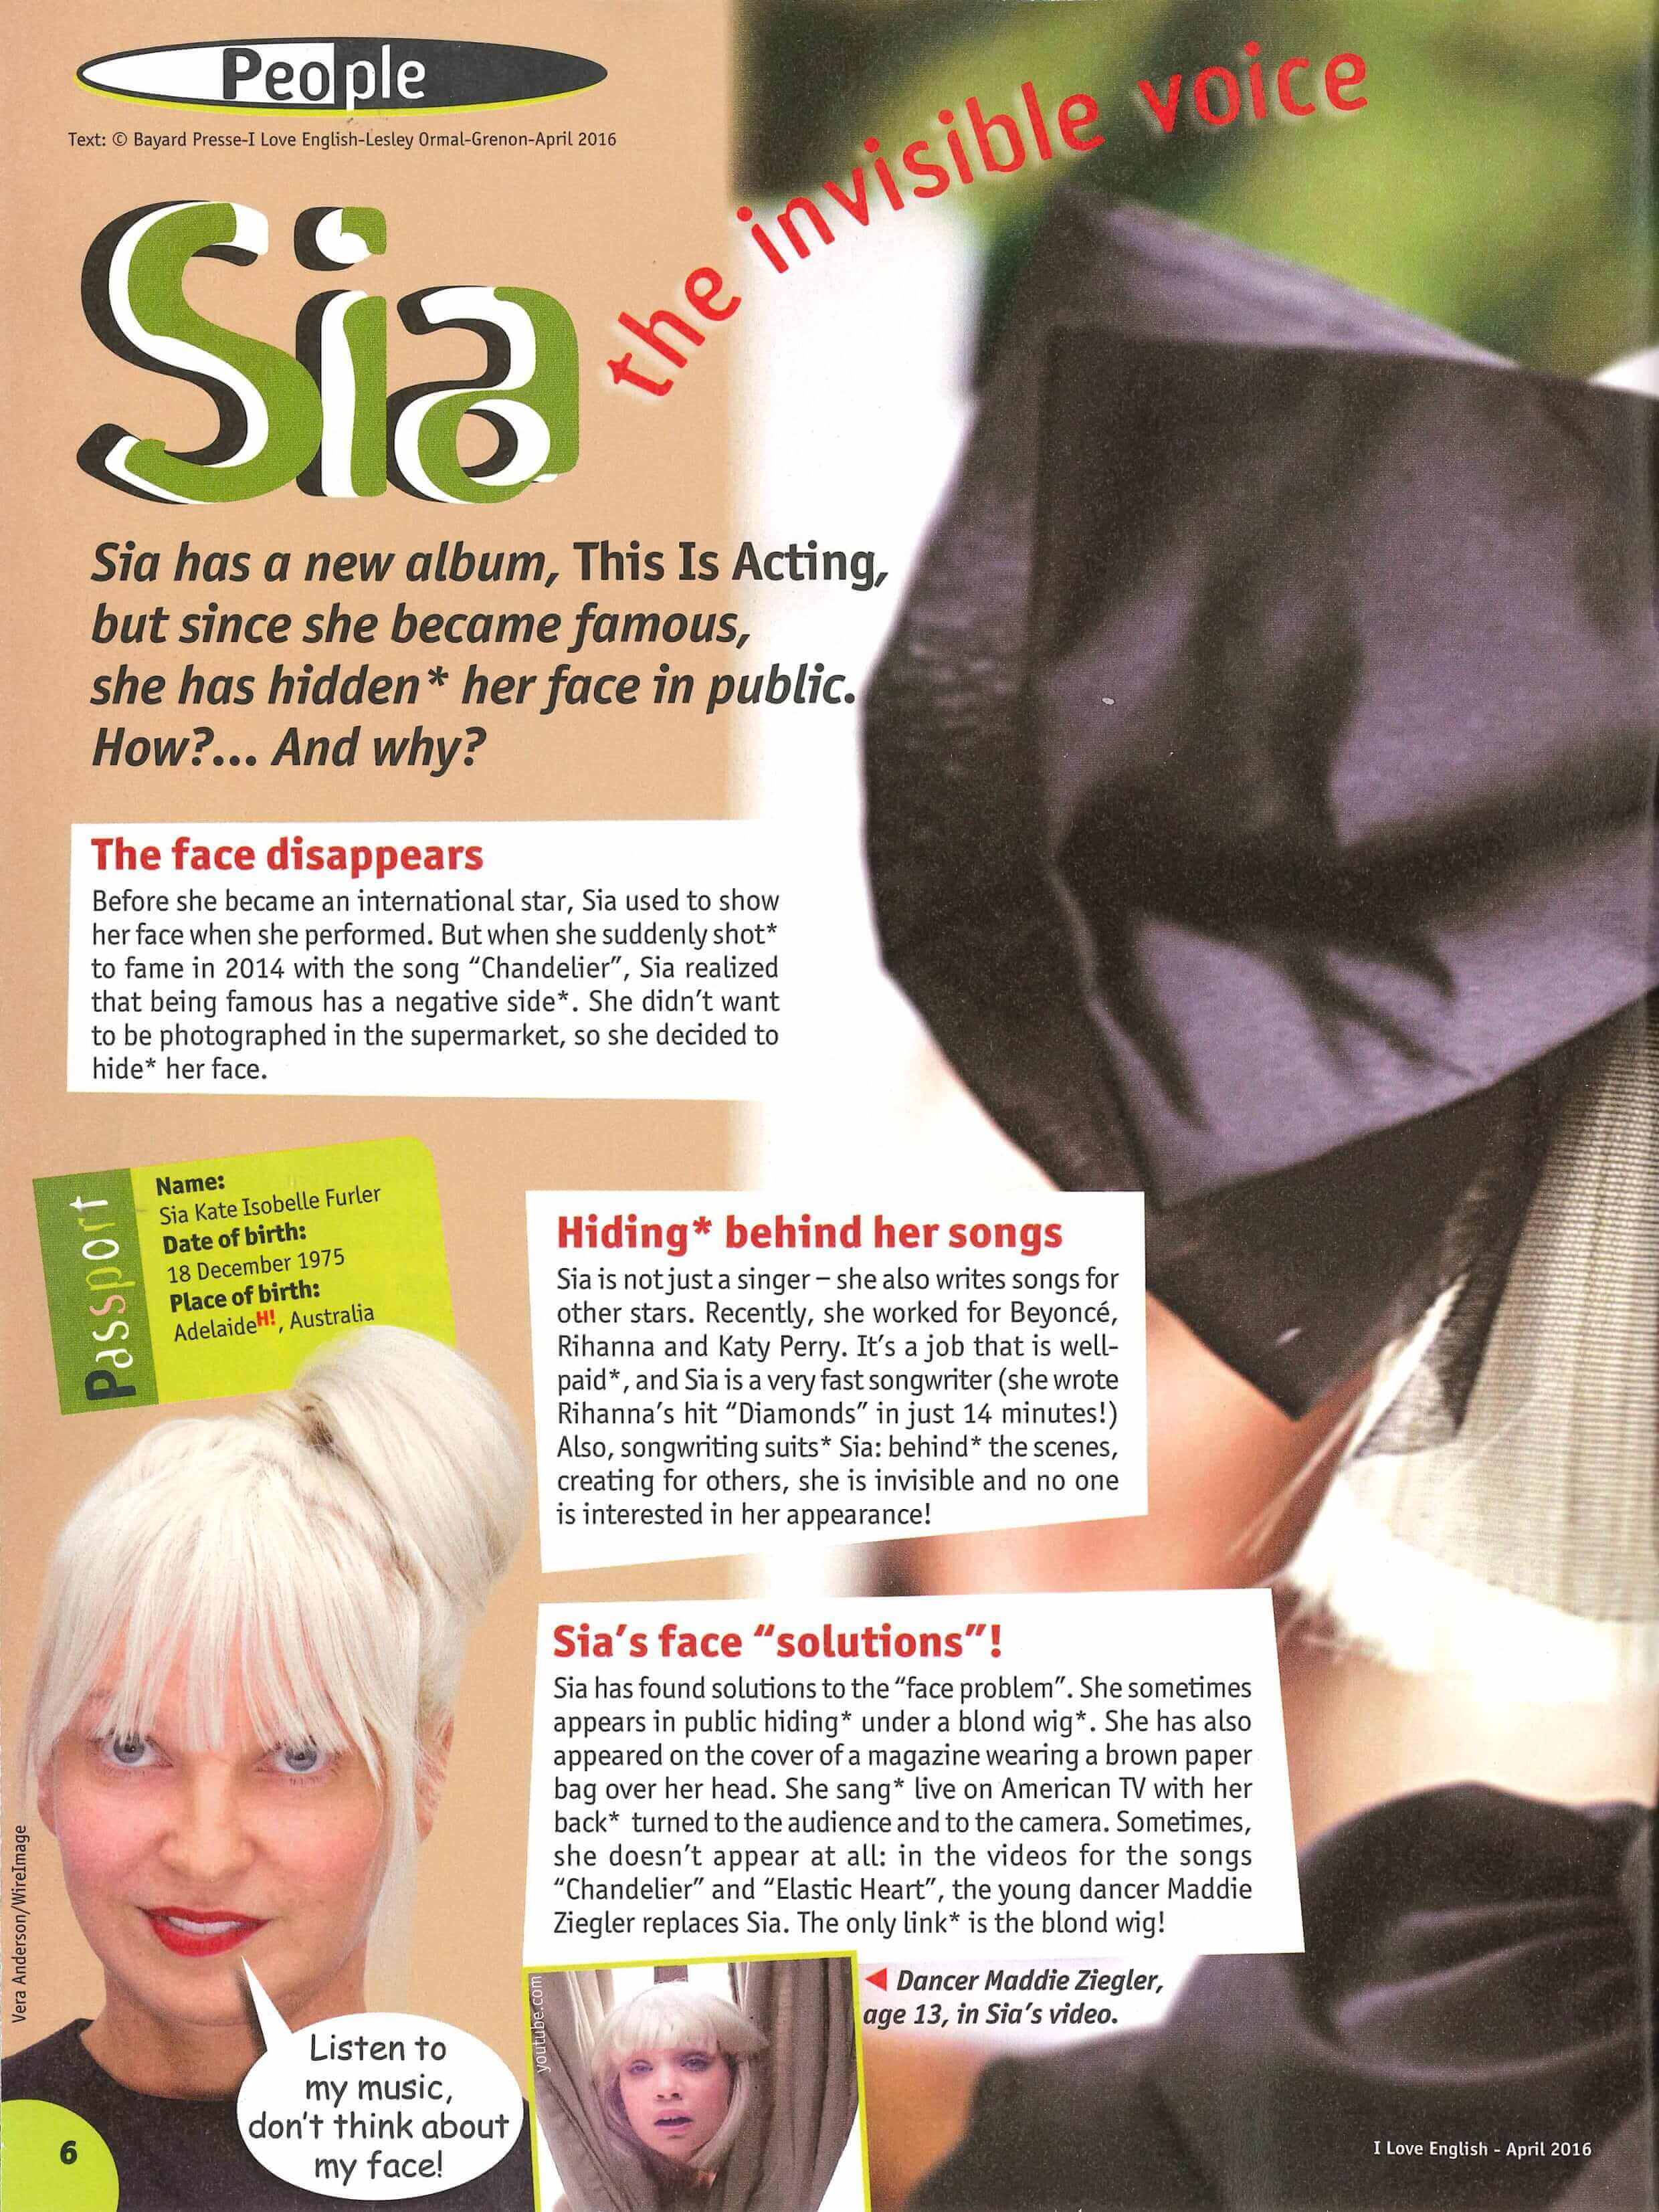 People
Text: © Bayard Presse-I Love English-Lesley Ormal-Grenon-April 2016
Sia
the invisible voice
Sia has a new album, This Is Acting,
but since she became famous,
she has hidden* her face in public.
How?... And why?
The face disappears
Before she became an international star, Sia used to show
her face when she performed. But when she suddenly shot*
to fame in 2014 with the song “Chandelier”, Sia realized
that being famous has a negative side*. She didn’t want
to be photographed in the supermarket, so she decided to
hide* her face.
Passport
Name:
Sia Kate Isobelle Furler
Date of birth:
18 December 1975
Place of birth:
AdelaideH!, Australia
Hiding* behind her songs
Sia is not just a singer – she also writes songs for
other stars. Recently, she worked for Beyoncé,
Rihanna and Katy Perry. It’s a job that is well-
paid*, and Sia is a very fast songwriter (she wrote
Rihanna’s hit “Diamonds” in just 14 minutes!)
Also, songwriting suits* Sia: behind* the scenes,
creating for others, she is invisible and no one
is interested in her appearance!
Sia’s face “solutions”!
Sia has found solutions to the “face problem”. She sometimes
appears in public hiding* under a blond wig*. She has also
appeared on the cover of a magazine wearing a brown paper
bag over her head. She sang* live on American TV with her
back* turned to the audience and to the camera. Sometimes,
she doesn’t appear at all: in the videos for the songs
“Chandelier” and “Elastic Heart”, the young dancer Maddie
Ziegler replaces Sia. The only link* is the blond wig!
Vera Anderson/WireImage
Listen to
my music,
don't think about
my face!
youtube.com
◀ Dancer Maddie Ziegler,
age 13, in Sia’s video.
6
I Love English - April 2016